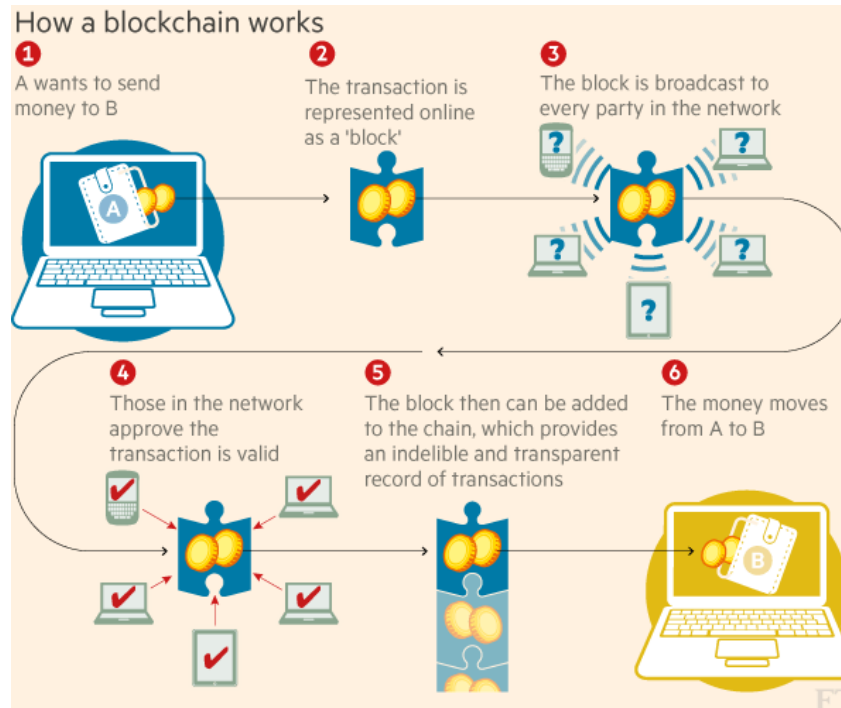 How a blockchain works
1
A wants to send
money to B
2
The transaction is
represented online
as a 'block'
3
The block is broadcast to
every party in the network
A
?
?
?
?
?
4
Those in the network
approve the
transaction is valid
5
The block then can be added
to the chain, which provides
an indelible and transparent
record of transactions
6
The money moves
from A to B
B